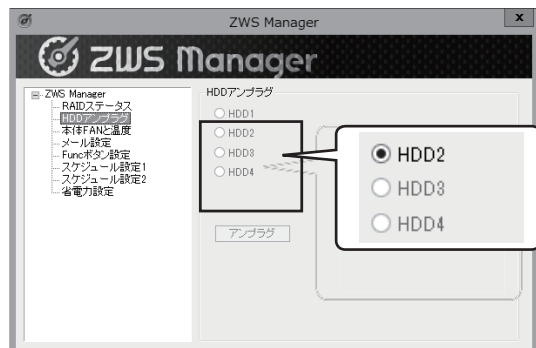 ZWS Manager
x
ZWS Manager
ZWS Manager
RAIDステータス
HDDアンプラグ
本体FANと温度
メール設定
Funcボタン設定
スケジュール設定1
スケジュール設定2
省電力設定
HDDアンプラグ
HDD1
HDD2
HDD3
HDD4
アンプラグ
HDD2
HDD3
HDD4